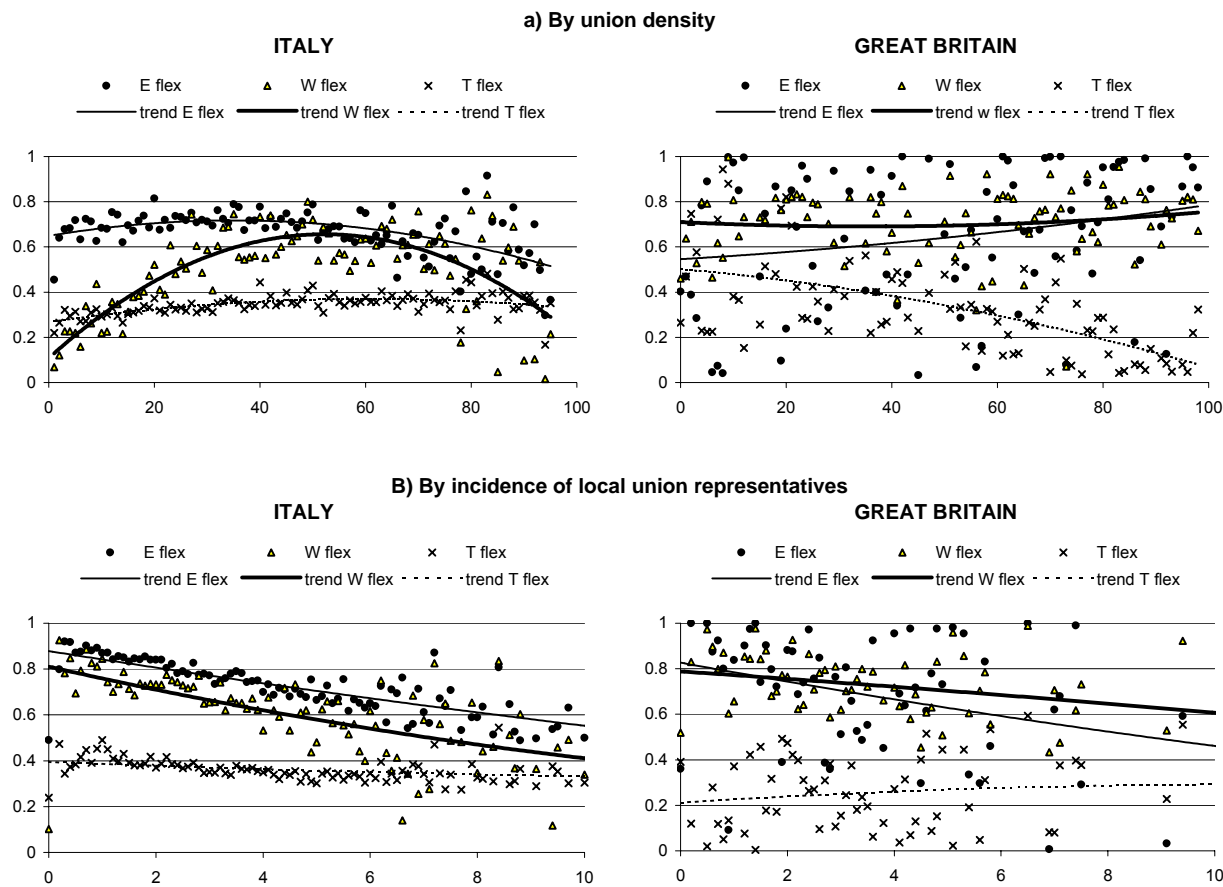 a) By union density
ITALY
GREAT BRITAIN
E flex W flex T flex
trend E flex trend W flex trend T flex
E flex W flex T flex
trend E flex trend w flex trend T flex
1
0.8
0.6
0.4
0.2
0
0 20 40 60 80 100
1
0.8
0.6
0.4
0.2
0
0 20 40 60 80 100
B) By incidence of local union representatives
ITALY
GREAT BRITAIN
E flex W flex T flex
trend E flex trend W flex trend T flex
E flex W flex T flex
trend E flex trend W flex trend T flex
1
0.8
0.6
0.4
0.2
0
0 2 4 6 8 10
1
0.8
0.6
0.4
0.2
0
0 2 4 6 8 10